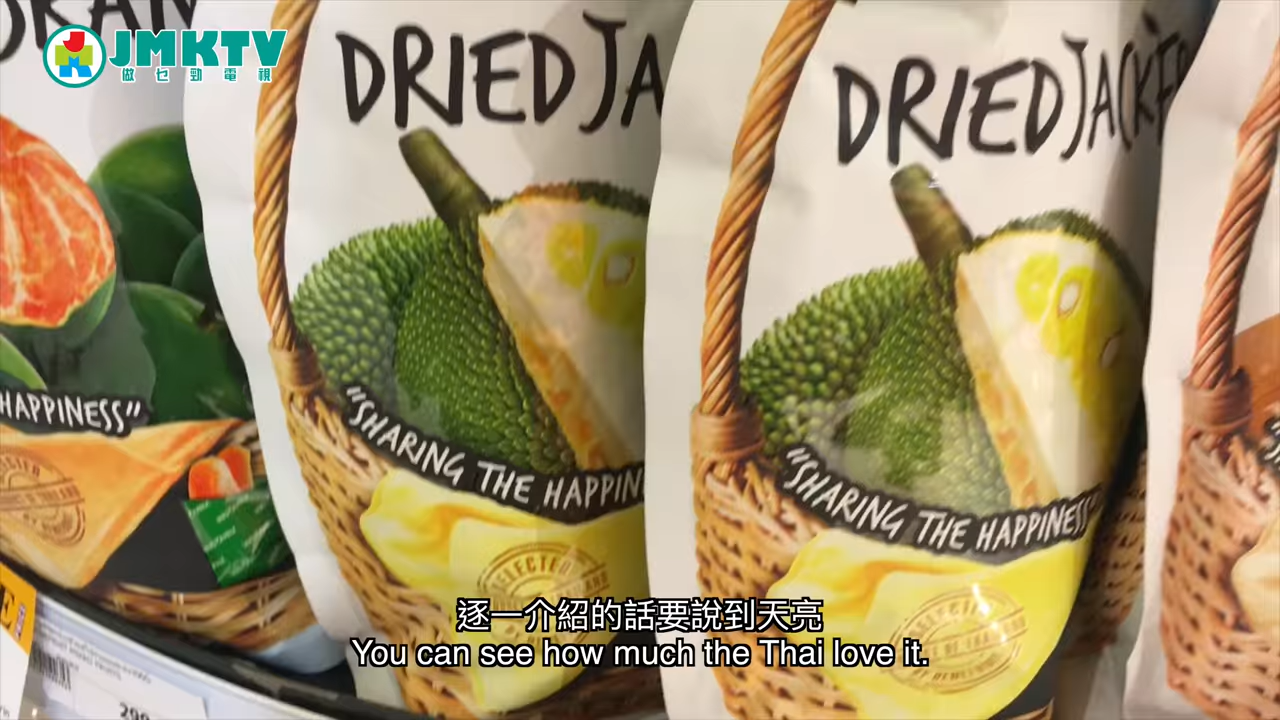 JMKTV
做乜勁電視
DRIED JA
DRIED JACKF
HAPPINESS"
"SHARING THE HAPPIN
"SHARING THE HAPPINESS"
SELECTED
逐一介紹的話要說到天亮
You can see how much the Thai love it.